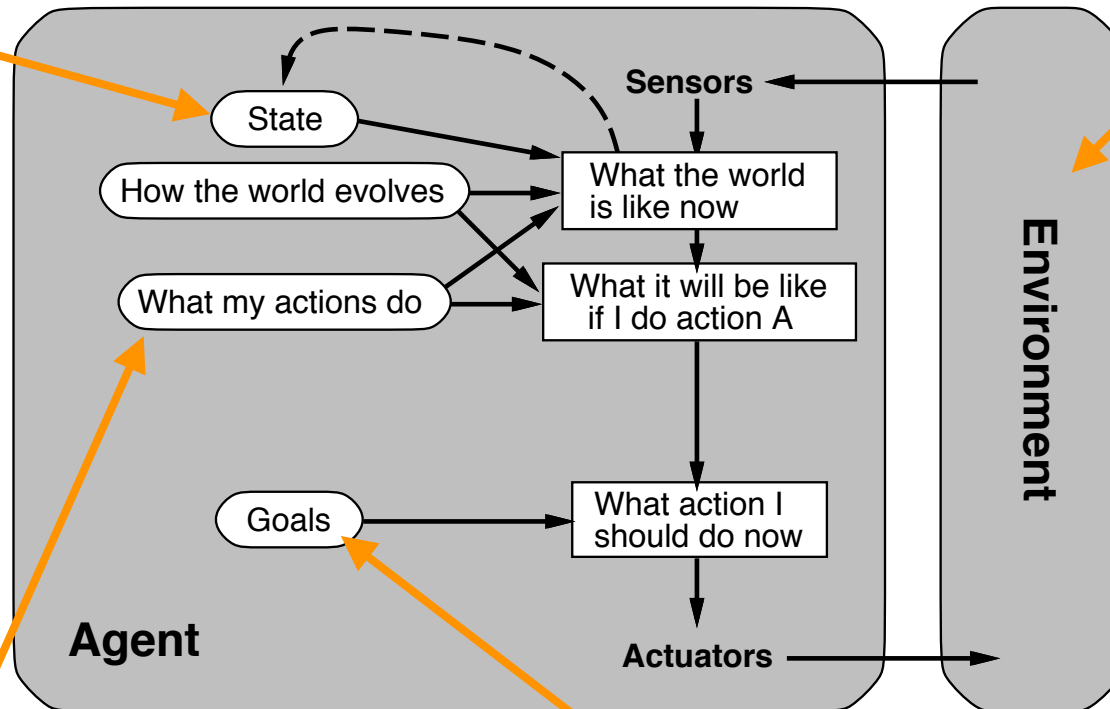 Sensors
State
What the world
is like now
How the world evolves
What it will be like
if I do action A
What my actions do
Environment
What action I
should do now
Goals
Agent
Actuators